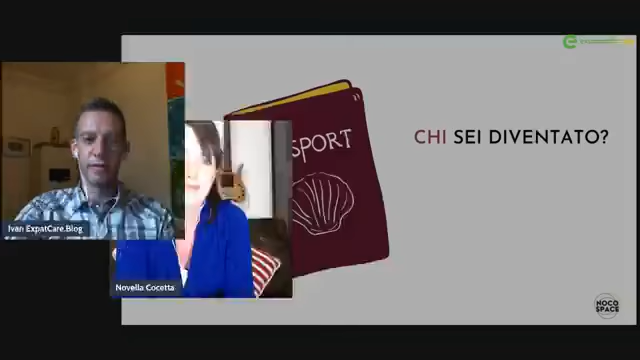 SPORT
CHI SEI DIVENTATO?
Ivan ExpatCare.Blog
Novella Cocetta
NOCO
SPACE